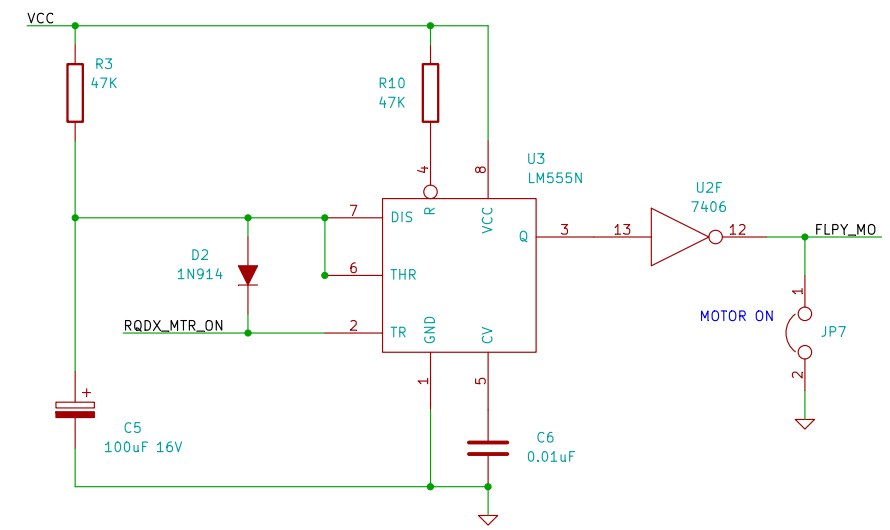 VCC
R3
47K
R10
47K
4
8
U3
LM555N
U2F
7406
7
DIS
R
VCC
Q
3
13
12
FLPY_MO
D2
1N914
6
THR
RQDX_MTR_ON
2
TR
GND
CV
1
MOTOR ON
JP7
2
1
5
+
C5
100uF 16V
C6
0.01uF